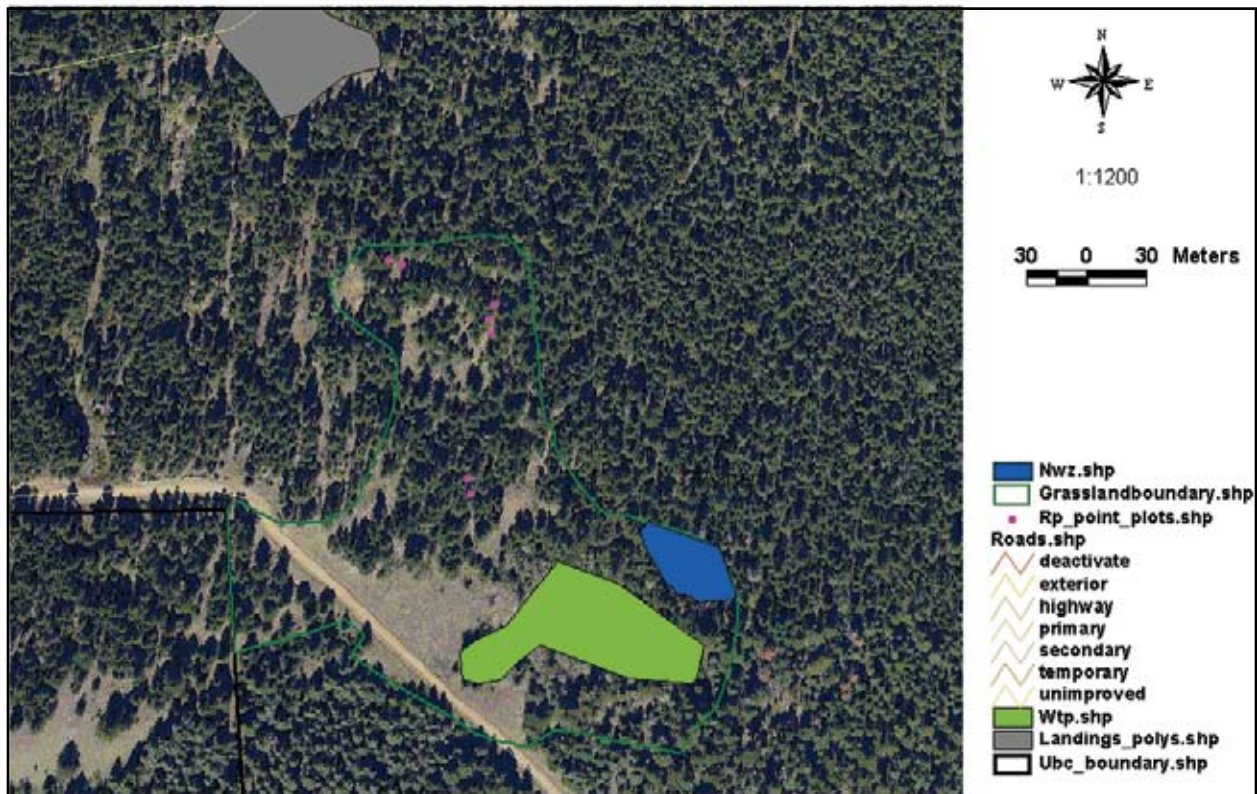 N
W E
S
1:1200
30 0 30 Meters
Nwz.shp
Grasslandboundary.shp
Rp_point_plots.shp
Roads.shp
deactivate
exterior
highway
primary
secondary
temporary
unimproved
Wtp.shp
Landings_polys.shp
Ubc_boundary.shp